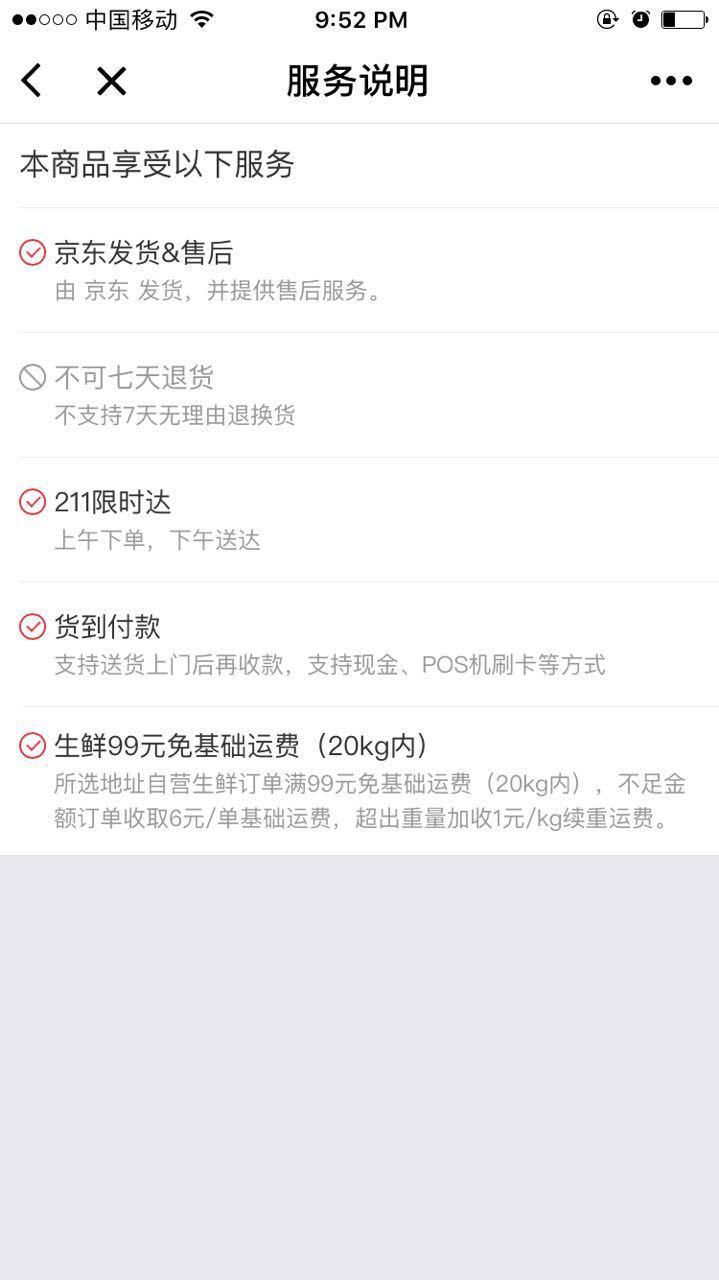 中国移动
9:52 PM
服务说明
本商品享受以下服务
京东发货&售后
由 京东 发货，并提供售后服务。
不可七天退货
不支持7天无理由退换货
211限时达
上午下单，下午送达
货到付款
支持送货上门后再收款，支持现金、POS机刷卡等方式
生鲜99元免基础运费（20kg内）
所选地址自营生鲜订单满99元免基础运费（20kg内），不足金
额订单收取6元/单基础运费，超出重量加收1元/kg续重运费。